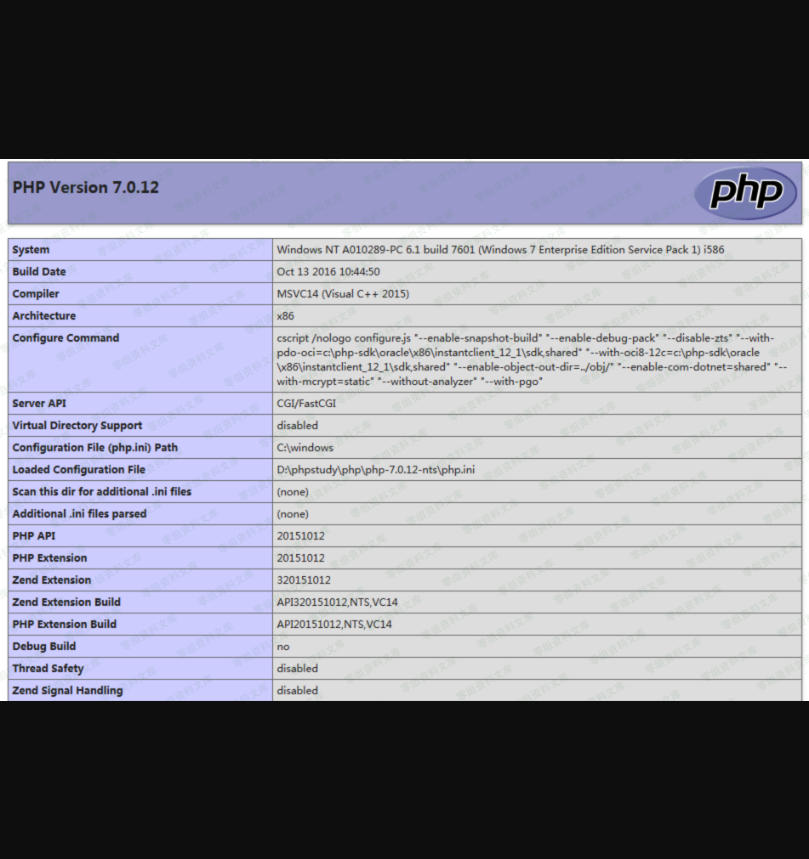 PHP Version 7.0.12
php
System Windows NT A010289-PC 6.1 build 7601 (Windows 7 Enterprise Edition Service Pack 1) i586
Build Date Oct 13 2016 10:44:50
Compiler MSVC14 (Visual C++ 2015)
Architecture x86
Configure Command cscript /nologo configure.js "--enable-snapshot-build" "--enable-debug-pack" "--disable-zts" "--with-
pdo-oci=c:\php-sdk\oracle\x86\instantclient_12_1\sdk,shared" "--with-oci8-12c=c:\php-sdk\oracle
\x86\instantclient_12_1\sdk,shared" "--enable-object-out-dir=../obj/" "--enable-com-dotnet=shared" "--
with-mcrypt=static" "--without-analyzer" "--with-pgo"
Server API CGI/FastCGI
Virtual Directory Support disabled
Configuration File (php.ini) Path C:\windows
Loaded Configuration File D:\phpstudy\php\php-7.0.12-nts\php.ini
Scan this dir for additional .ini files (none)
Additional .ini files parsed (none)
PHP API 20151012
PHP Extension 20151012
Zend Extension 320151012
Zend Extension Build API320151012,NTS,VC14
PHP Extension Build API20151012,NTS,VC14
Debug Build no
Thread Safety disabled
Zend Signal Handling disabled